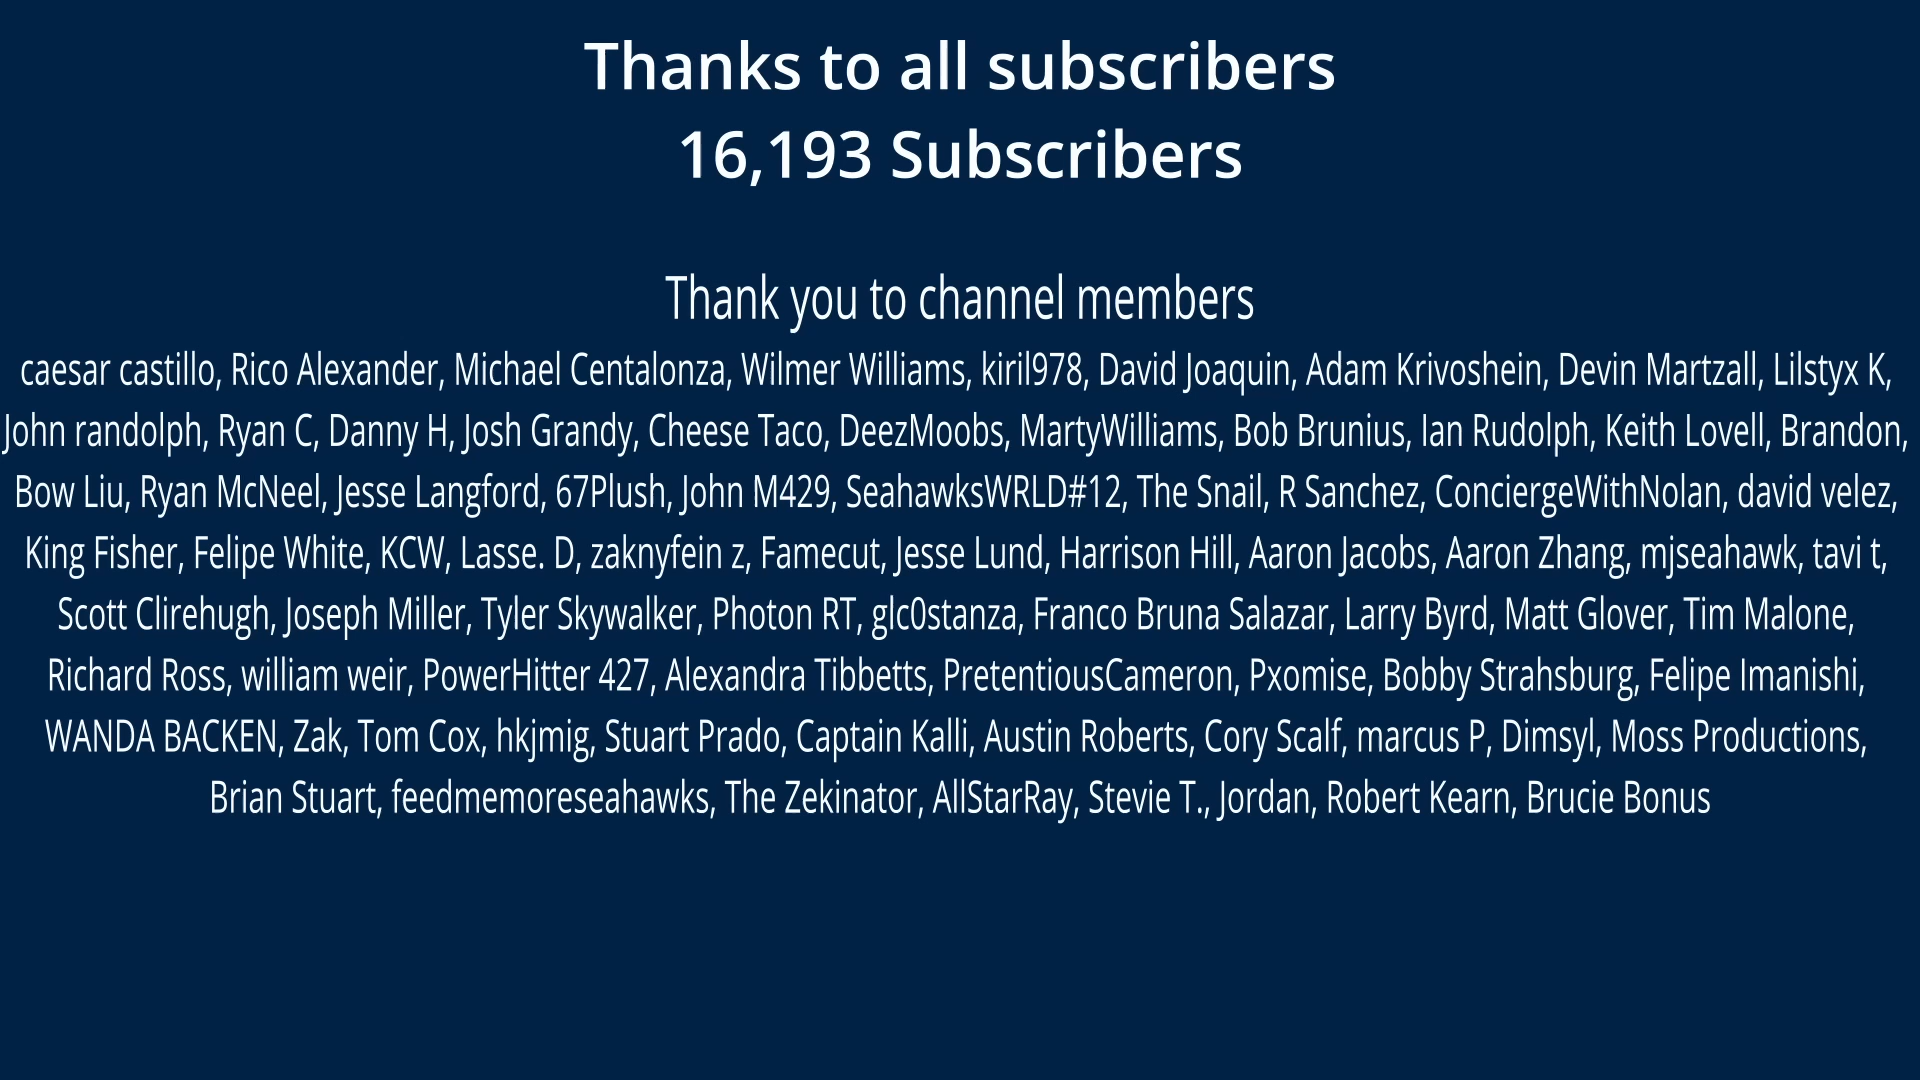 Thanks to all subscribers
16,193 Subscribers
Thank you to channel members
caesar castillo, Rico Alexander, Michael Centalonza, Wilmer Williams, kiril978, David Joaquin, Adam Krivoshein, Devin Martzall, Lilstyx K,
John randolph, Ryan C, Danny H, Josh Grandy, Cheese Taco, DeezMoobs, MartyWilliams, Bob Brunius, Ian Rudolph, Keith Lovell, Brandon,
Bow Liu, Ryan McNeel, Jesse Langford, 67Plush, John M429, SeahawksWRLD#12, The Snail, R Sanchez, ConciergeWithNolan, david velez,
King Fisher, Felipe White, KCW, Lasse. D, zaknyfein z, Famecut, Jesse Lund, Harrison Hill, Aaron Jacobs, Aaron Zhang, mjseahawk, tavi t,
Scott Clirehugh, Joseph Miller, Tyler Skywalker, Photon RT, glc0stanza, Franco Bruna Salazar, Larry Byrd, Matt Glover, Tim Malone,
Richard Ross, william weir, PowerHitter 427, Alexandra Tibbetts, PretentiousCameron, Pxomise, Bobby Strahsburg, Felipe Imanishi,
WANDA BACKEN, Zak, Tom Cox, hkjmig, Stuart Prado, Captain Kalli, Austin Roberts, Cory Scalf, marcus P, Dimsyl, Moss Productions,
Brian Stuart, feedmemoreseahawks, The Zekinator, AllStarRay, Stevie T., Jordan, Robert Kearn, Brucie Bonus